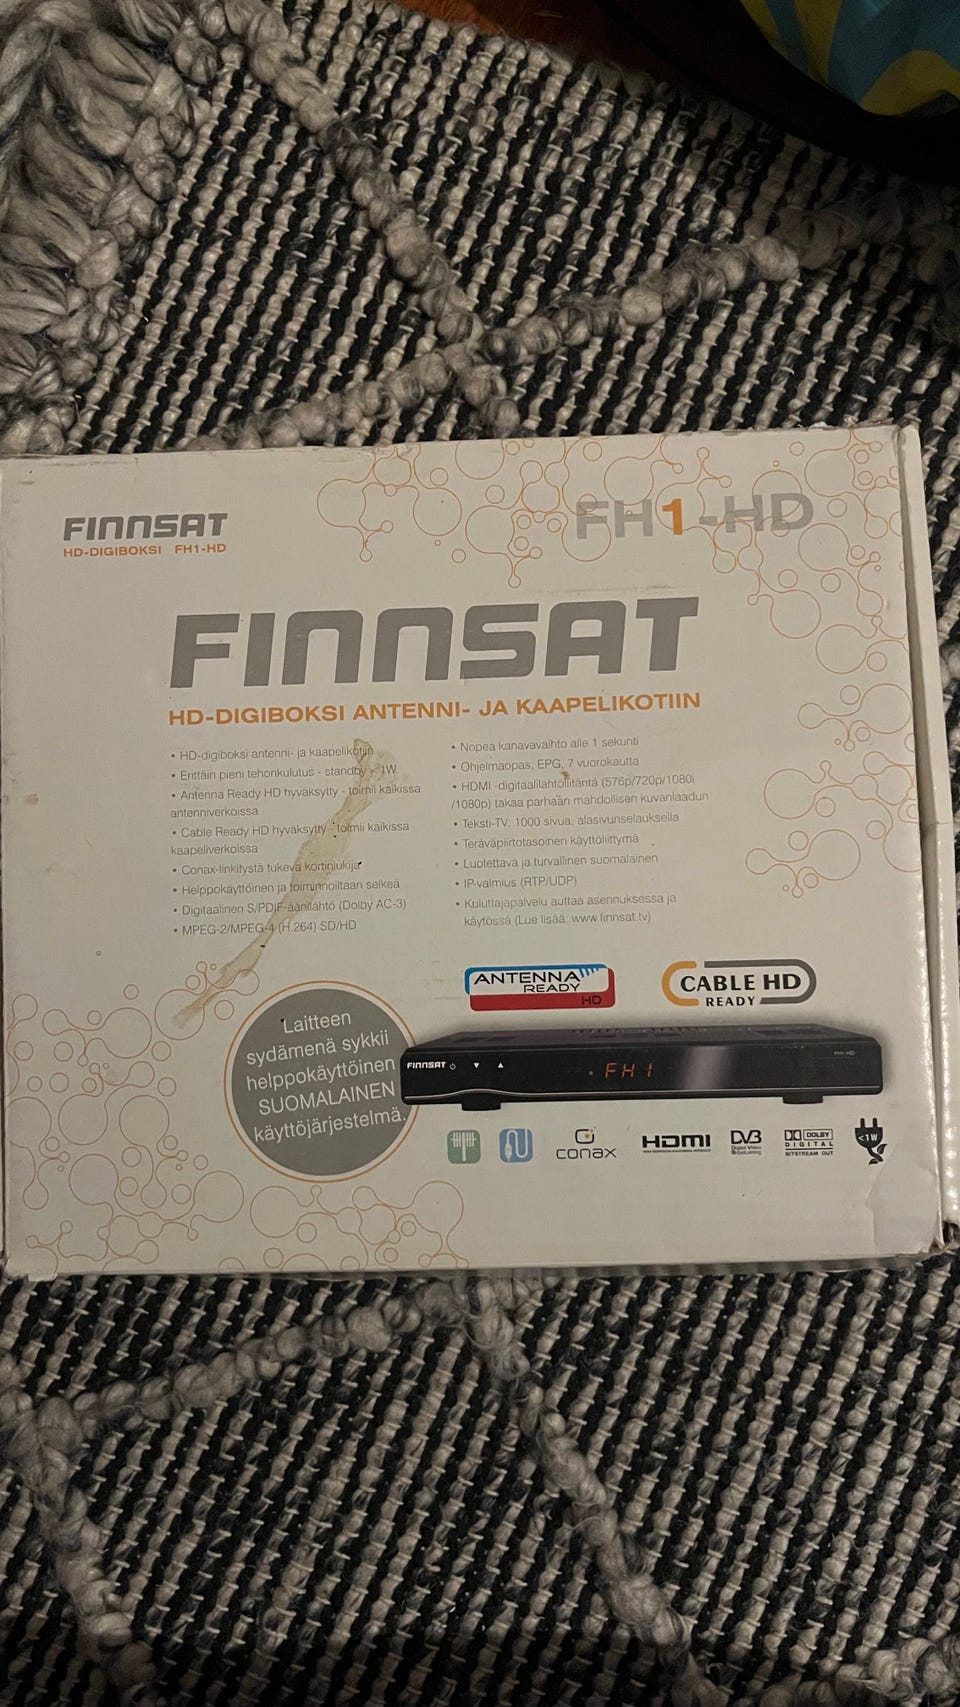 FINNSAT
HD-DIGIBOKSI FH1-HD
FH1-HD
FINNSAT
HD-DIGIBOKSI ANTENNI- JA KAAPELIKOTIIN
• HD-digiboksi antenni- ja kaapelikotiin
• Erittäin pieni tehonkulutus - standby < 1W
• Antenna Ready HD hyväksytty - toimii kaikissa
antenniverkoissa
• Cable Ready HD hyväksytty - toimii kaikissa
kaapeliverkoissa
• Conax-linkitystä tukeva kortinlukija
• Helppokäyttöinen ja toiminnoiltaan selkeä
• Digitaalinen S/PDIF-äänilähtö (Dolby AC-3)
• MPEG-2/MPEG-4 (H.264) SD/HD
• Nopea kanavavaihto alle 1 sekunti
• Ohjelmaopas, EPG, 7 vuorokautta
• HDMI -digitaalilähtöliitäntä (576p/720p/1080i
/1080p) takaa parhaan mahdollisen kuvanlaadun
• Teksti-TV: 1000 sivua, alasivunselauksella
• Teräväpiirtotasoinen käyttöliittymä
• Luotettava ja turvallinen suomalainen
• IP-valmius (RTP/UDP)
• Kuluttajapalvelu auttaa asennuksessa ja
käytössä (Lue lisää: www.finnsat.tv)
ANTENNA
READY
HD
CABLE HD
READY
Laitteen
sydämenä sykkii
helppokäyttöinen
SUOMALAINEN
käyttöjärjestelmä.
FINNSAT
FH1
FH1-HD
conax
HDMI
DVB
Digital Video
Broadcasting
DOLBY
DIGITAL
BITSTREAM OUT
<1W